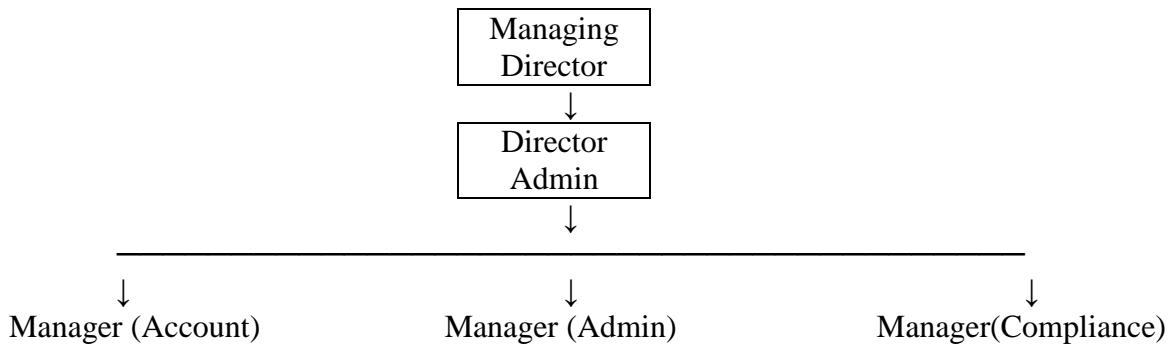 Managing
Director
↓
Director
Admin
↓
↓ ↓ ↓
Manager (Account) Manager (Admin) Manager(Compliance)